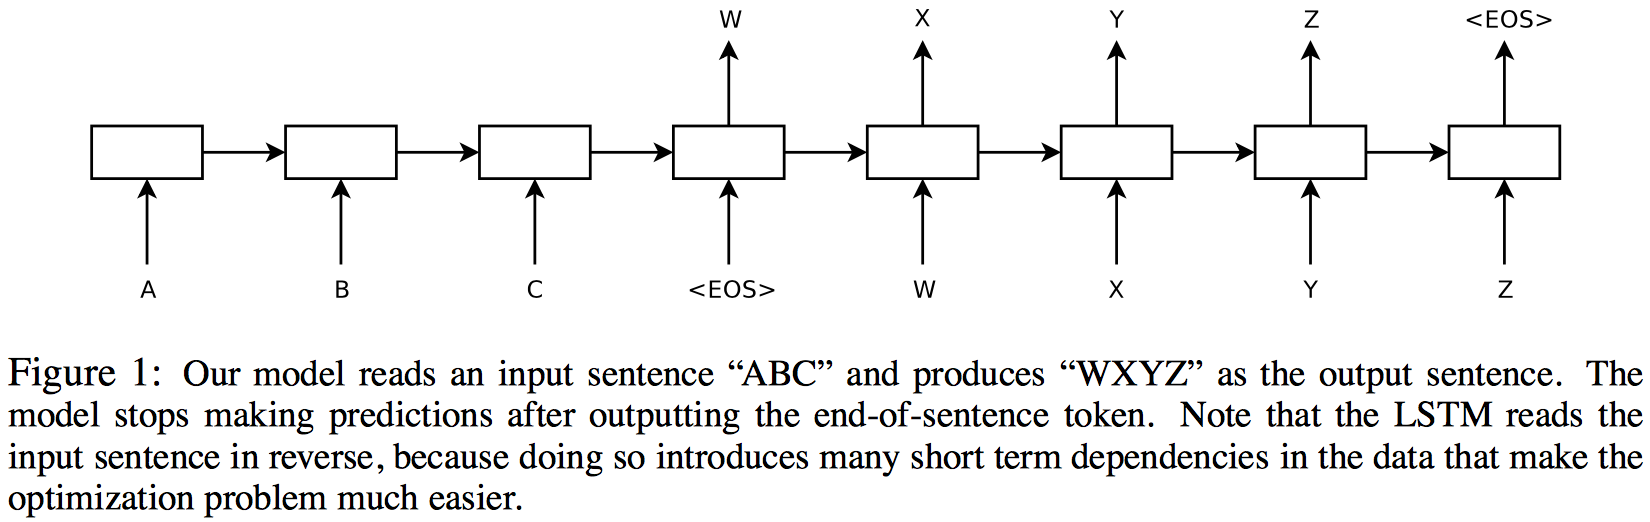 W X Y Z <EOS>
A B C <EOS> W X Y Z
Figure 1: Our model reads an input sentence “ABC” and produces “WXYZ” as the output sentence. The
model stops making predictions after outputting the end-of-sentence token. Note that the LSTM reads the
input sentence in reverse, because doing so introduces many short term dependencies in the data that make the
optimization problem much easier.